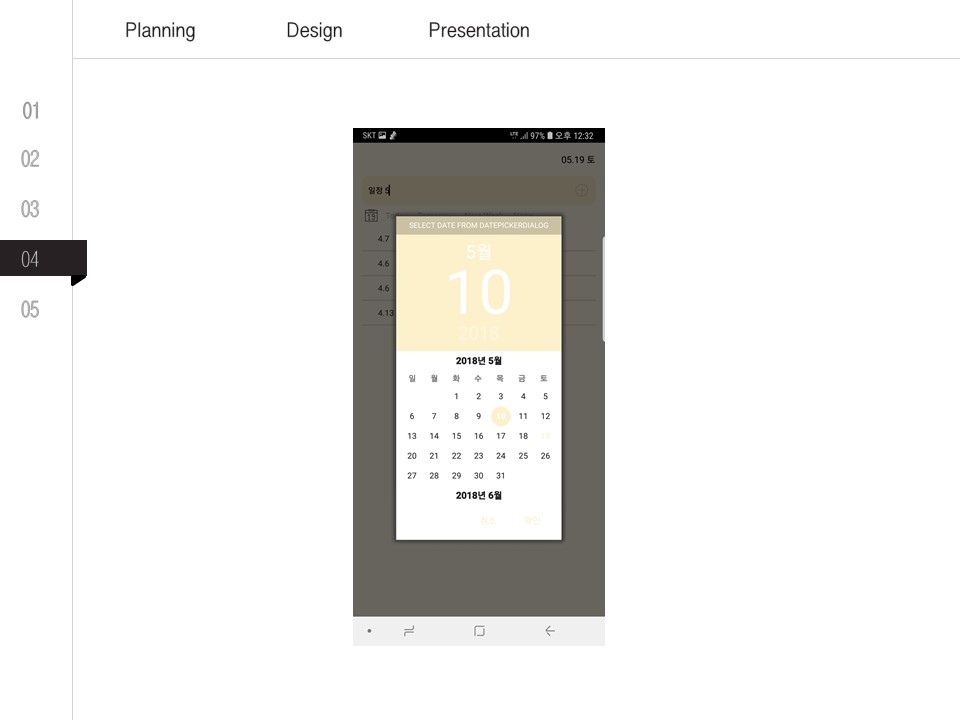 Planning Design Presentation
01
02
03
04
05
SKT LTE 97% 오후 12:32
05.19 토
일정 5
19
4.7
4.6
4.6
4.13
SELECT DATE FROM DATEPICKERDIALOG
5월
10
2018
2018년 5월
일 월 화 수 목 금 토
1 2 3 4 5
6 7 8 9 10 11 12
13 14 15 16 17 18 19
20 21 22 23 24 25 26
27 28 29 30 31
2018년 6월
취소 확인